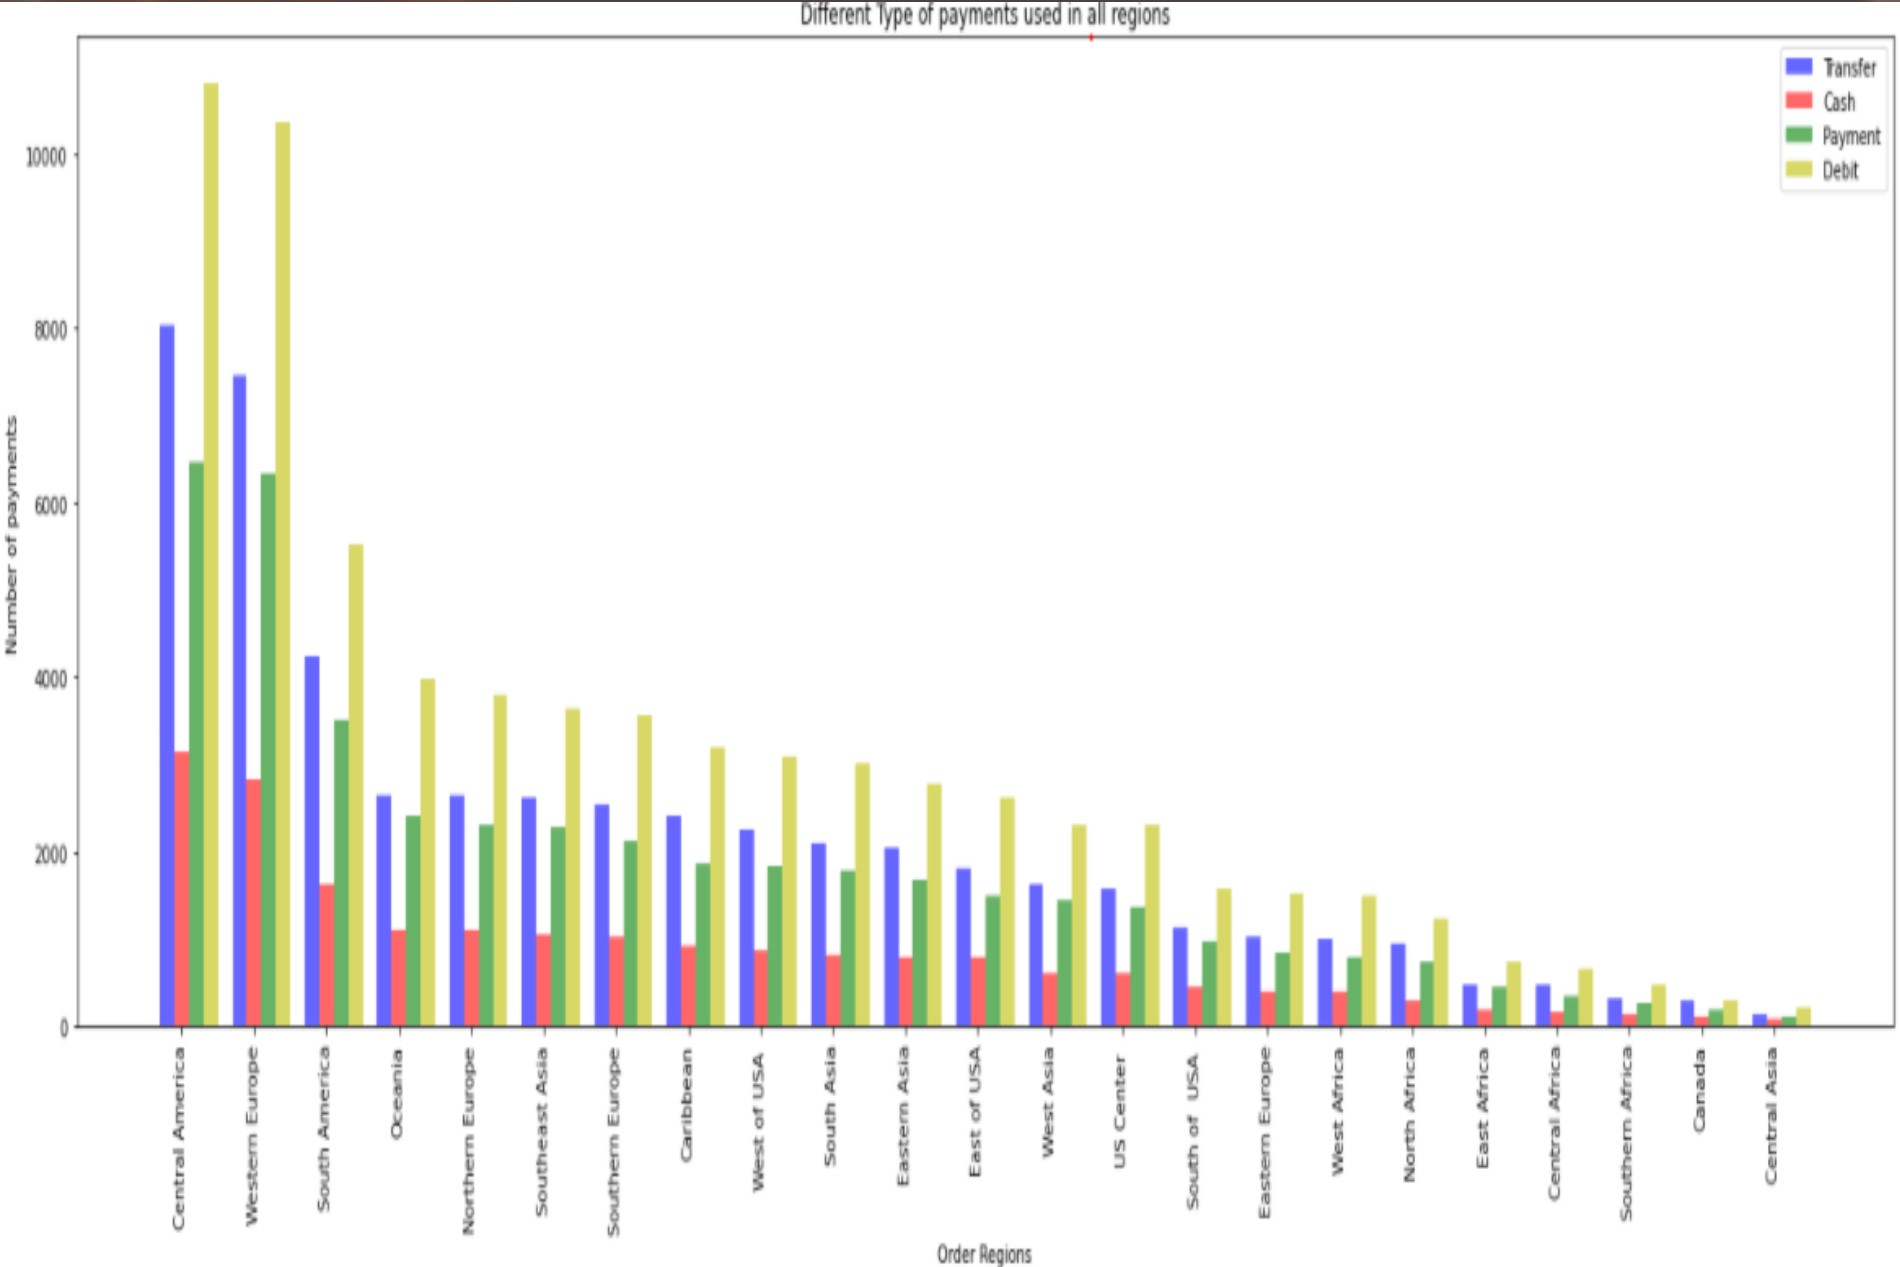 Different Type of payments used in all regions
Transfer
Cash
Payment
Debit
Number of payments
10000
8000
6000
4000
2000
0
Central America
Western Europe
South America
Oceania
Northern Europe
Southeast Asia
Southern Europe
Caribbean
West of USA
South Asia
Eastern Asia
East of USA
West Asia
US Center
South of  USA
Eastern Europe
West Africa
North Africa
East Africa
Central Africa
Southern Africa
Canada
Central Asia
Order Regions